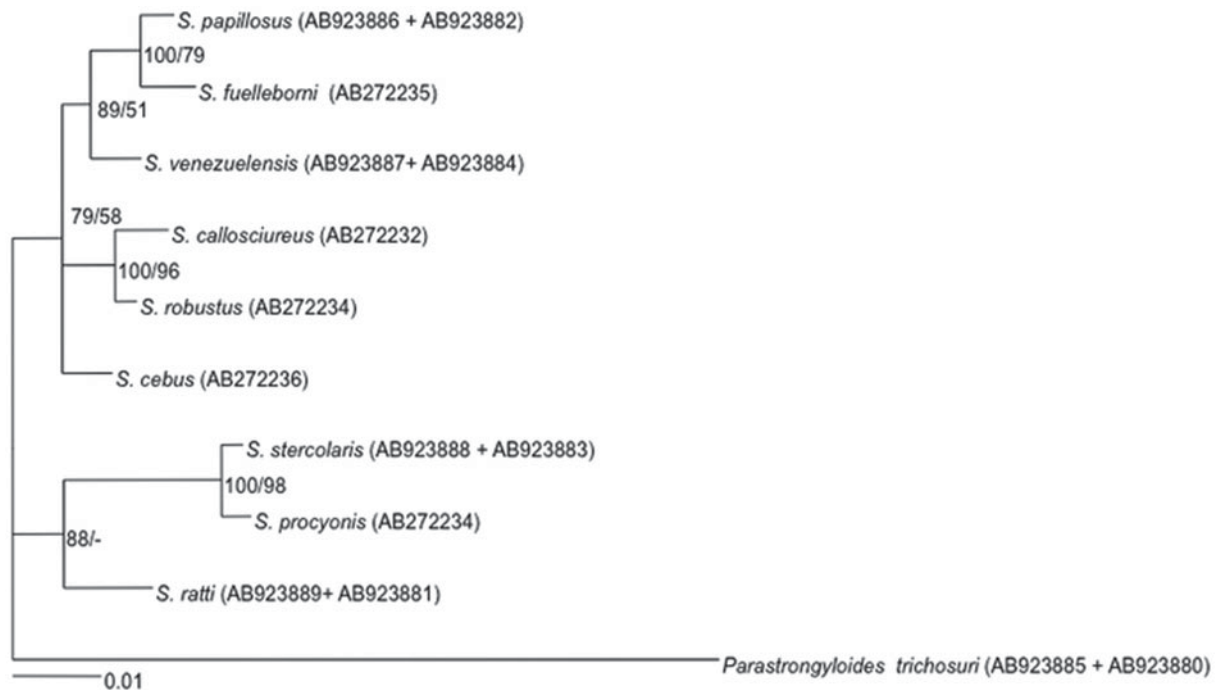 S. papillosus (AB923886 + AB923882)
100/79
S. fuelleborni (AB272235)
89/51
S. venezuelensis (AB923887+ AB923884)
79/58
S. callosciureus (AB272232)
100/96
S. robustus (AB272234)
S. cebus (AB272236)
S. stercolaris (AB923888 + AB923883)
100/98
S. procyonis (AB272234)
88/-
S. ratti (AB923889+ AB923881)
Parastrongyloides trichosuri (AB923885 + AB923880)
0.01